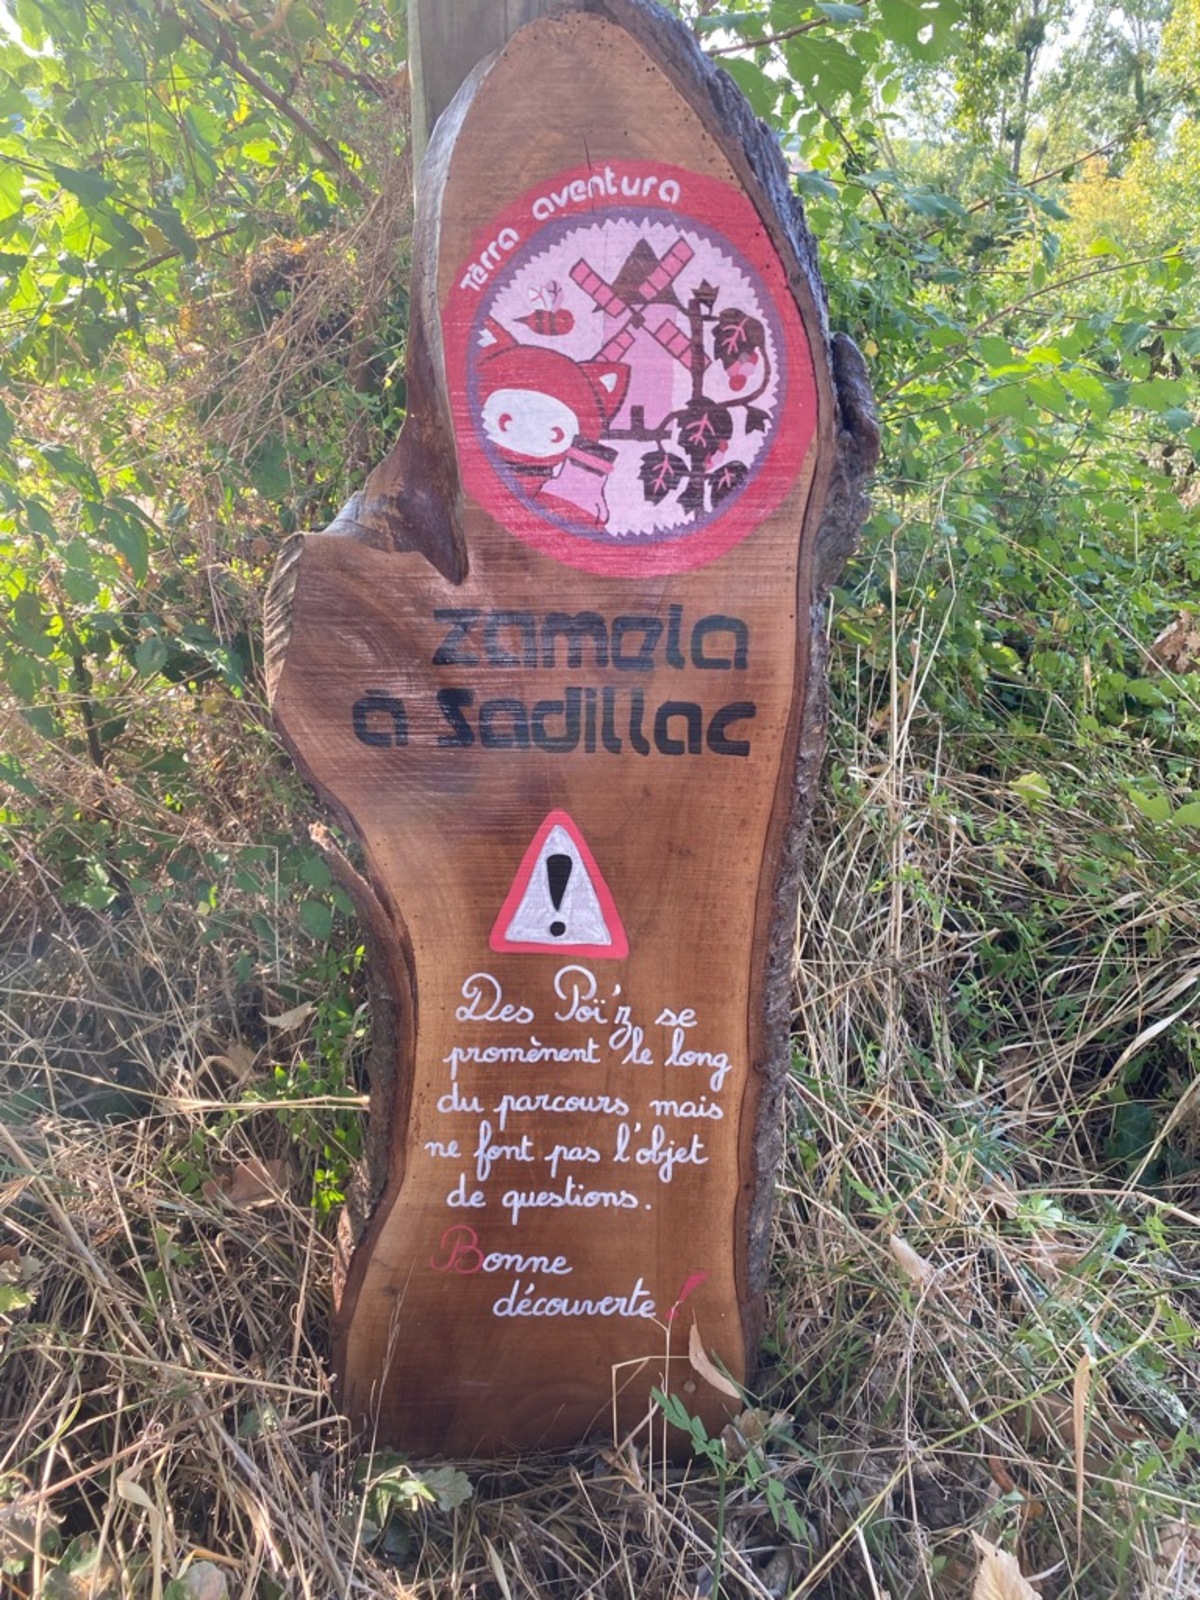 Tèrra aventura
zamela
à Sadillac
!
Des Poï'z se
promènent le long
du parcours mais
ne font pas l'objet
de questions.
Bonne
découverte !